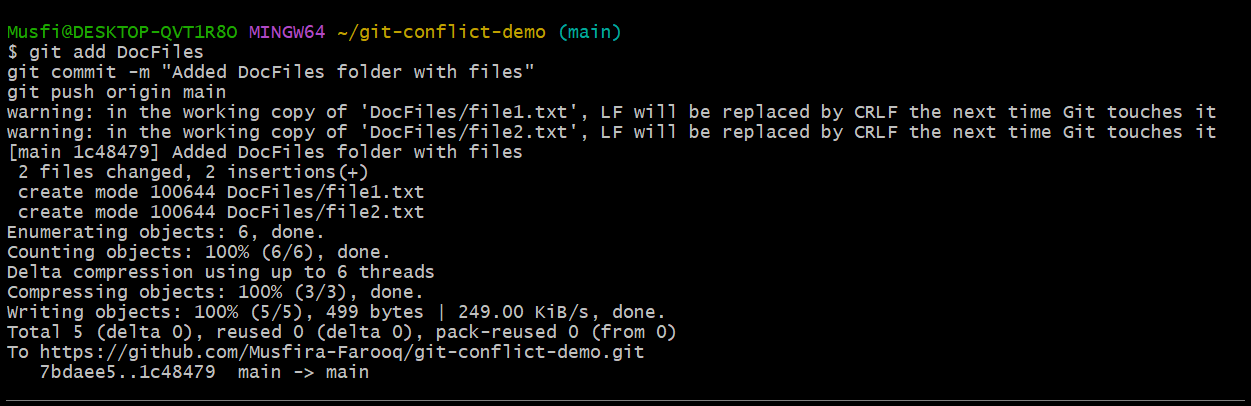 Musfi@DESKTOP-QVT1R8O MINGW64 ~/git-conflict-demo (main)
$ git add DocFiles
git commit -m "Added DocFiles folder with files"
git push origin main
warning: in the working copy of 'DocFiles/file1.txt', LF will be replaced by CRLF the next time Git touches it
warning: in the working copy of 'DocFiles/file2.txt', LF will be replaced by CRLF the next time Git touches it
[main 1c48479] Added DocFiles folder with files
 2 files changed, 2 insertions(+)
 create mode 100644 DocFiles/file1.txt
 create mode 100644 DocFiles/file2.txt
Enumerating objects: 6, done.
Counting objects: 100% (6/6), done.
Delta compression using up to 6 threads
Compressing objects: 100% (3/3), done.
Writing objects: 100% (5/5), 499 bytes | 249.00 KiB/s, done.
Total 5 (delta 0), reused 0 (delta 0), pack-reused 0 (from 0)
To https://github.com/Musfira-Farooq/git-conflict-demo.git
   7bdaee5..1c48479  main -> main